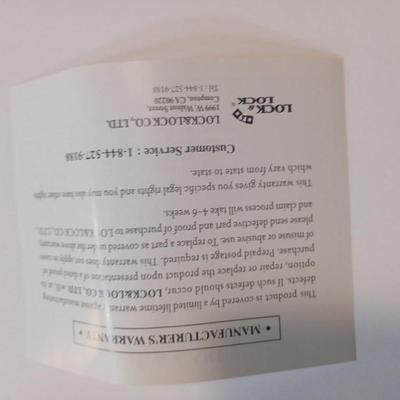 • MANUFACTURER'S WARRANTY •
This product is covered by a limited lifetime warranty against manufacturing
defects. If such defects should occur, LOCK&LOCK CO., LTD. will, at its
option, repair or replace the product upon presentation of a dated proof of
purchase. Prepaid postage is required. This warranty does not apply in cases
of misuse or abusive use. To replace a part as covered under the above warranty,
please send defective part and proof of purchase to LOCK&LOCK CO., LTD.
and claim process will take 4-6 weeks.
This warranty gives you specific legal rights and you may also have other rights
which vary from state to state.
Customer Service : 1-844-527-9188
LOCK & LOCK ®
LOCK&LOCK CO., LTD.
1999 W. Walnut Street,
Compton, CA 90220
Tel : 1-844-527-9188